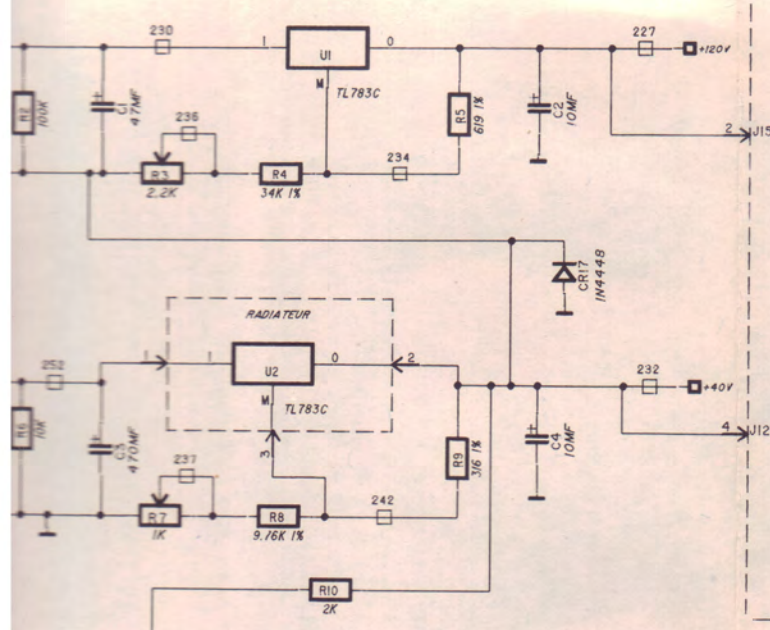 230
227
1
U1
0
M
TL783C
+120V
R2
100K
C1
47MF
236
R5
619 1%
+
C2
10MF
2
J15
234
R3
2.2K
R4
34K 1%
CR17
1N4448
RADIATEUR
252
1
1
U2
0
2
M
TL783C
232
+40V
R6
10K
+
C3
470MF
237
3
R9
316 1%
+
C4
10MF
4
J12
242
R7
1K
R8
9.76K 1%
R10
2K